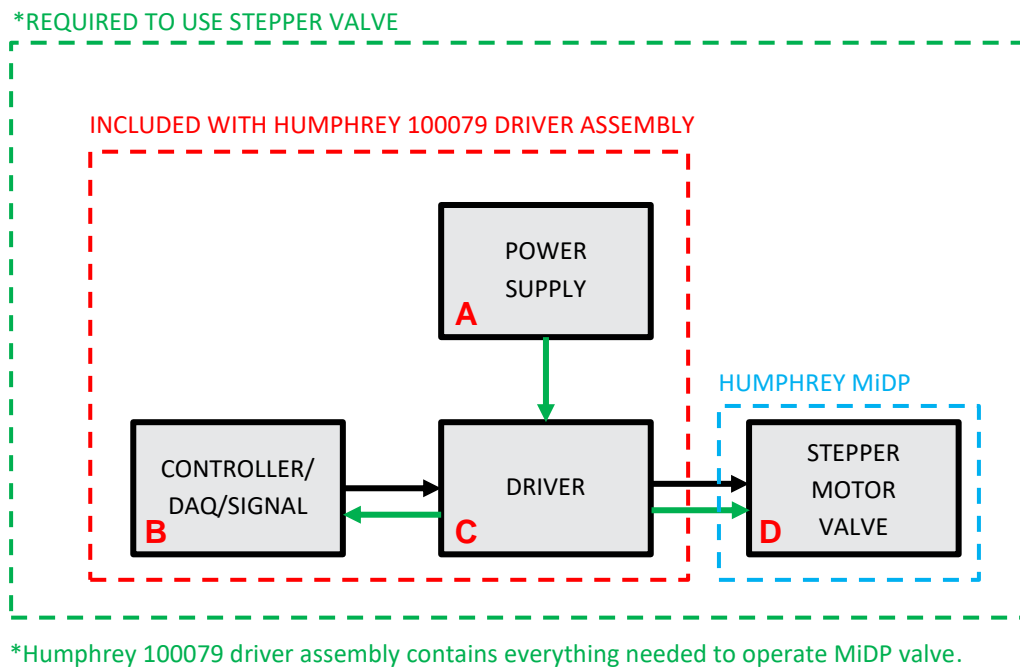 *REQUIRED TO USE STEPPER VALVE
INCLUDED WITH HUMPHREY 100079 DRIVER ASSEMBLY
POWER
SUPPLY
A
HUMPHREY MiDP
CONTROLLER/
DAQ/SIGNAL
B
DRIVER
C
STEPPER
MOTOR
VALVE
D
*Humphrey 100079 driver assembly contains everything needed to operate MiDP valve.